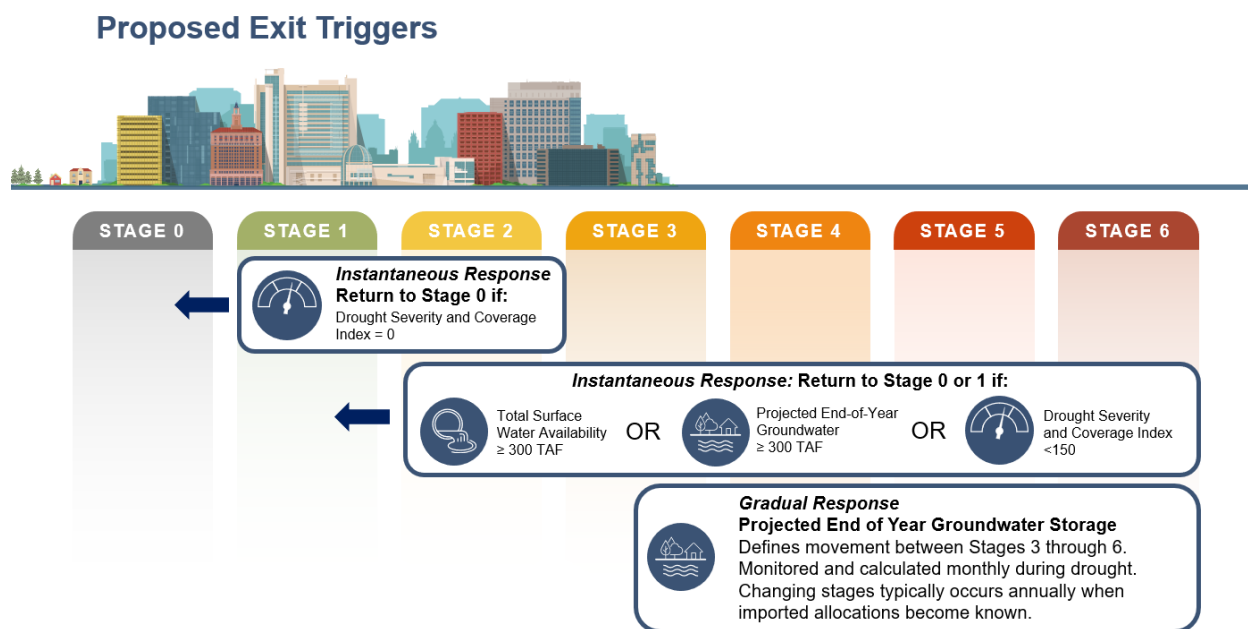 Proposed Exit Triggers
STAGE 0
STAGE 1
STAGE 2
STAGE 3
STAGE 4
STAGE 5
STAGE 6
Instantaneous Response
Return to Stage 0 if:
Drought Severity and Coverage
Index = 0
Instantaneous Response: Return to Stage 0 or 1 if:
Total Surface
Water Availability
≥ 300 TAF
OR
Projected End-of-Year
Groundwater
≥ 300 TAF
OR
Drought Severity
and Coverage Index
<150
Gradual Response
Projected End of Year Groundwater Storage
Defines movement between Stages 3 through 6.
Monitored and calculated monthly during drought.
Changing stages typically occurs annually when
imported allocations become known.